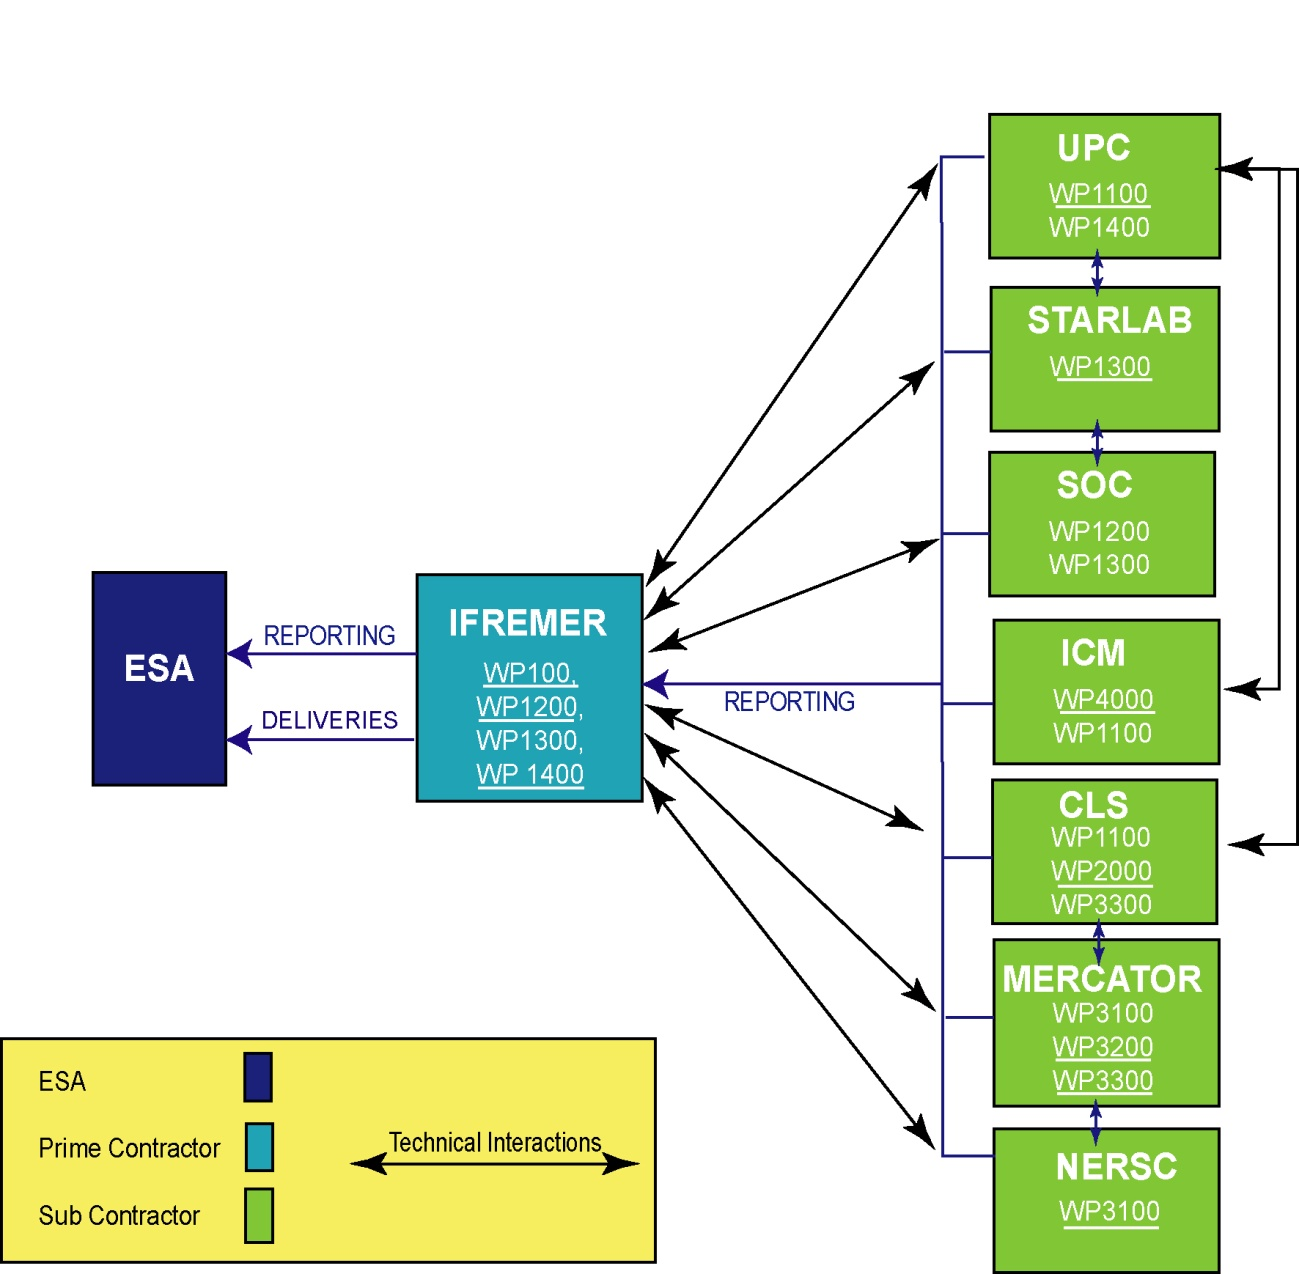 UPC
WP1100
WP1400
STARLAB
WP1300
SOC
WP1200
WP1300
ESA
REPORTING
DELIVERIES
IFREMER
WP100,
WP1200,
WP1300,
WP 1400
REPORTING
ICM
WP4000
WP1100
CLS
WP1100
WP2000
WP3300
MERCATOR
WP3100
WP3200
WP3300
NERSC
WP3100
ESA
Prime Contractor
Sub Contractor
Technical Interactions